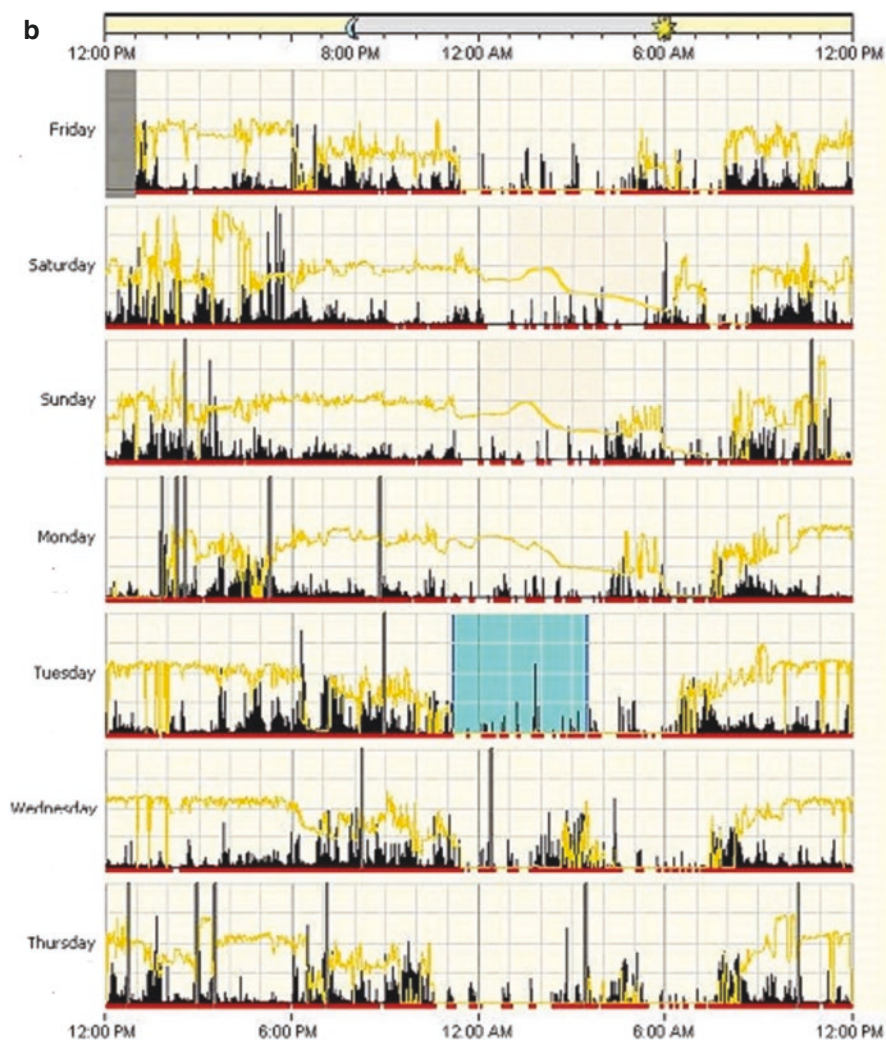 b
12:00 PM 8:00 PM 12:00 AM 6:00 AM 12:00 PM
Friday
Saturday
Sunday
Monday
Tuesday
Wednesday
Thursday
12:00 PM 6:00 PM 12:00 AM 6:00 AM 12:00 PM